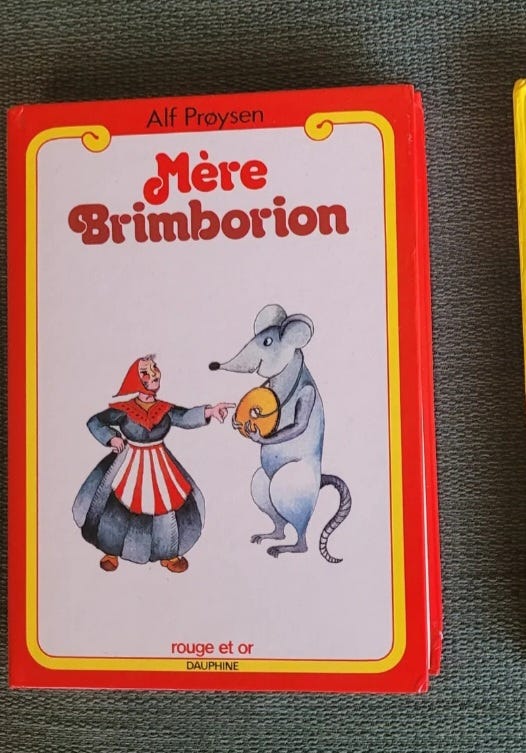 Alf Prøysen
Mère
Brimborion
rouge et or
DAUPHINE